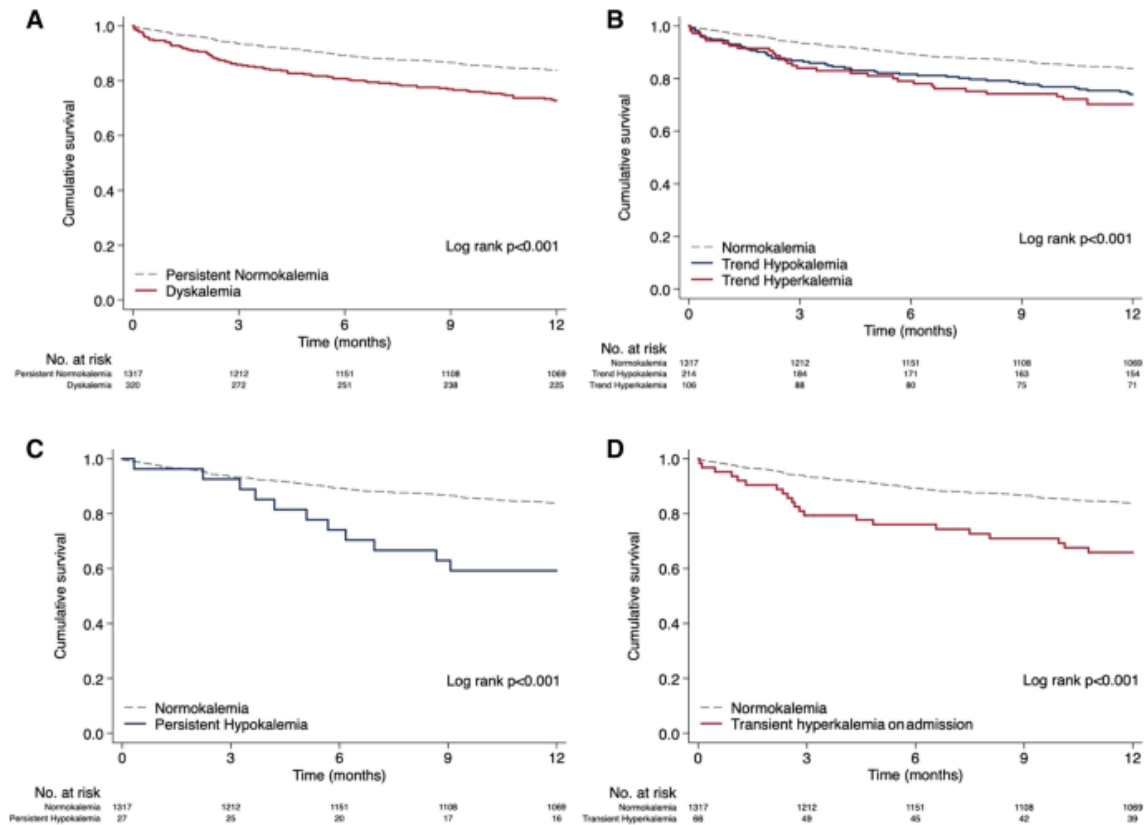 A
Cumulative survival
1.0
0.8
0.6
0.4
0.2
0.0
Log rank p<0.001
Persistent Normokalemia
Dyskalemia
0 3 6 9 12
Time (months)
No. at risk
Persistent Normokalemia 1317 1212 1151 1108 1069
Dyskalemia 320 272 251 238 225
B
Cumulative survival
1.0
0.8
0.6
0.4
0.2
0.0
Log rank p<0.001
Normokalemia
Trend Hypokalemia
Trend Hyperkalemia
0 3 6 9 12
Time (months)
No. at risk
Normokalemia 1317 1212 1151 1108 1069
Trend Hypokalemia 214 184 171 163 154
Trend Hyperkalemia 106 88 80 75 71
C
Cumulative survival
1.0
0.8
0.6
0.4
0.2
0.0
Log rank p<0.001
Normokalemia
Persistent Hypokalemia
0 3 6 9 12
Time (months)
No. at risk
Normokalemia 1317 1212 1151 1108 1069
Persistent Hypokalemia 27 25 20 17 16
D
Cumulative survival
1.0
0.8
0.6
0.4
0.2
0.0
Log rank p<0.001
Normokalemia
Transient hyperkalemia on admission
0 3 6 9 12
Time (months)
No. at risk
Normokalemia 1317 1212 1151 1108 1069
Transient Hyperkalemia 66 49 45 42 39